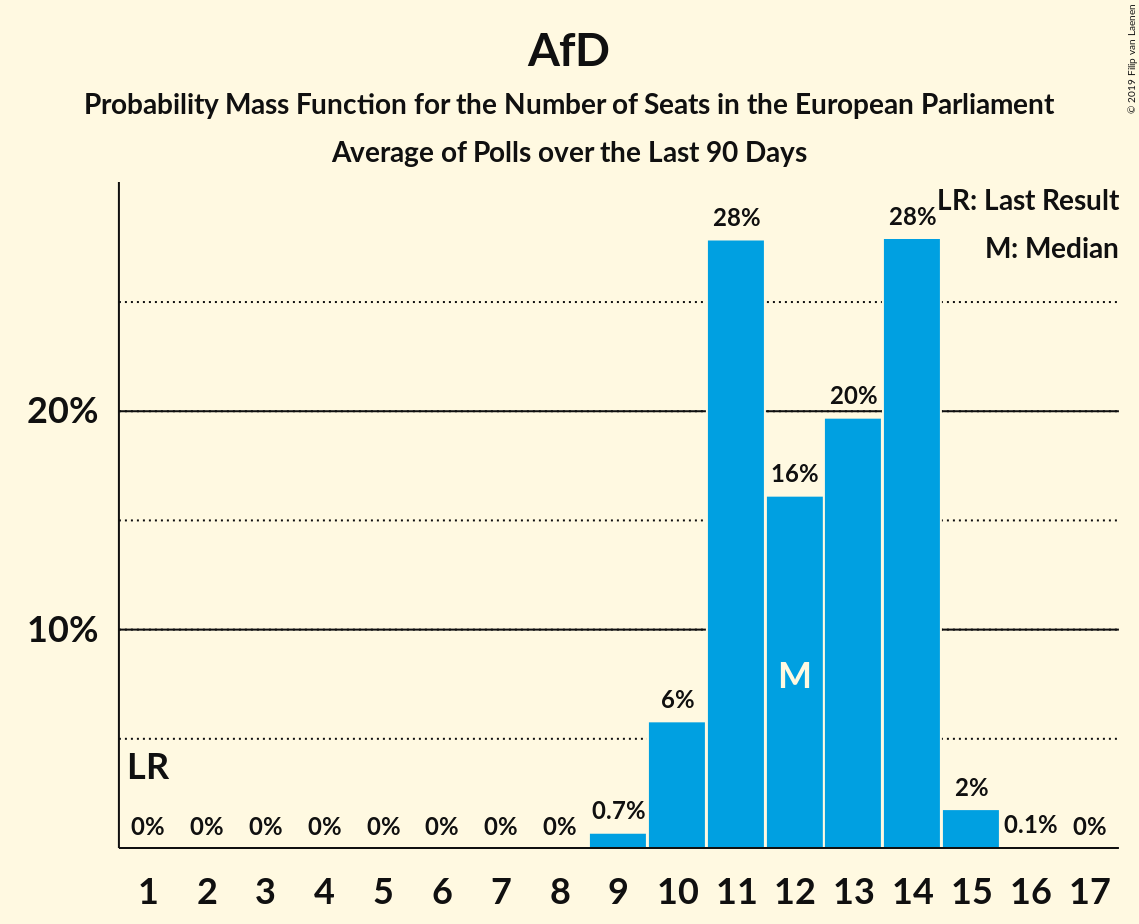 AfD
Probability Mass Function for the Number of Seats in the European Parliament
Average of Polls over the Last 90 Days
© 2019 Filip van Laenen
LR: Last Result
M: Median
28%
28%
20%
20%
16%
10%
M
6%
LR
2%
0% 0% 0% 0% 0% 0% 0% 0% 0.7% 0.1% 0%
1 2 3 4 5 6 7 8 9 10 11 12 13 14 15 16 17